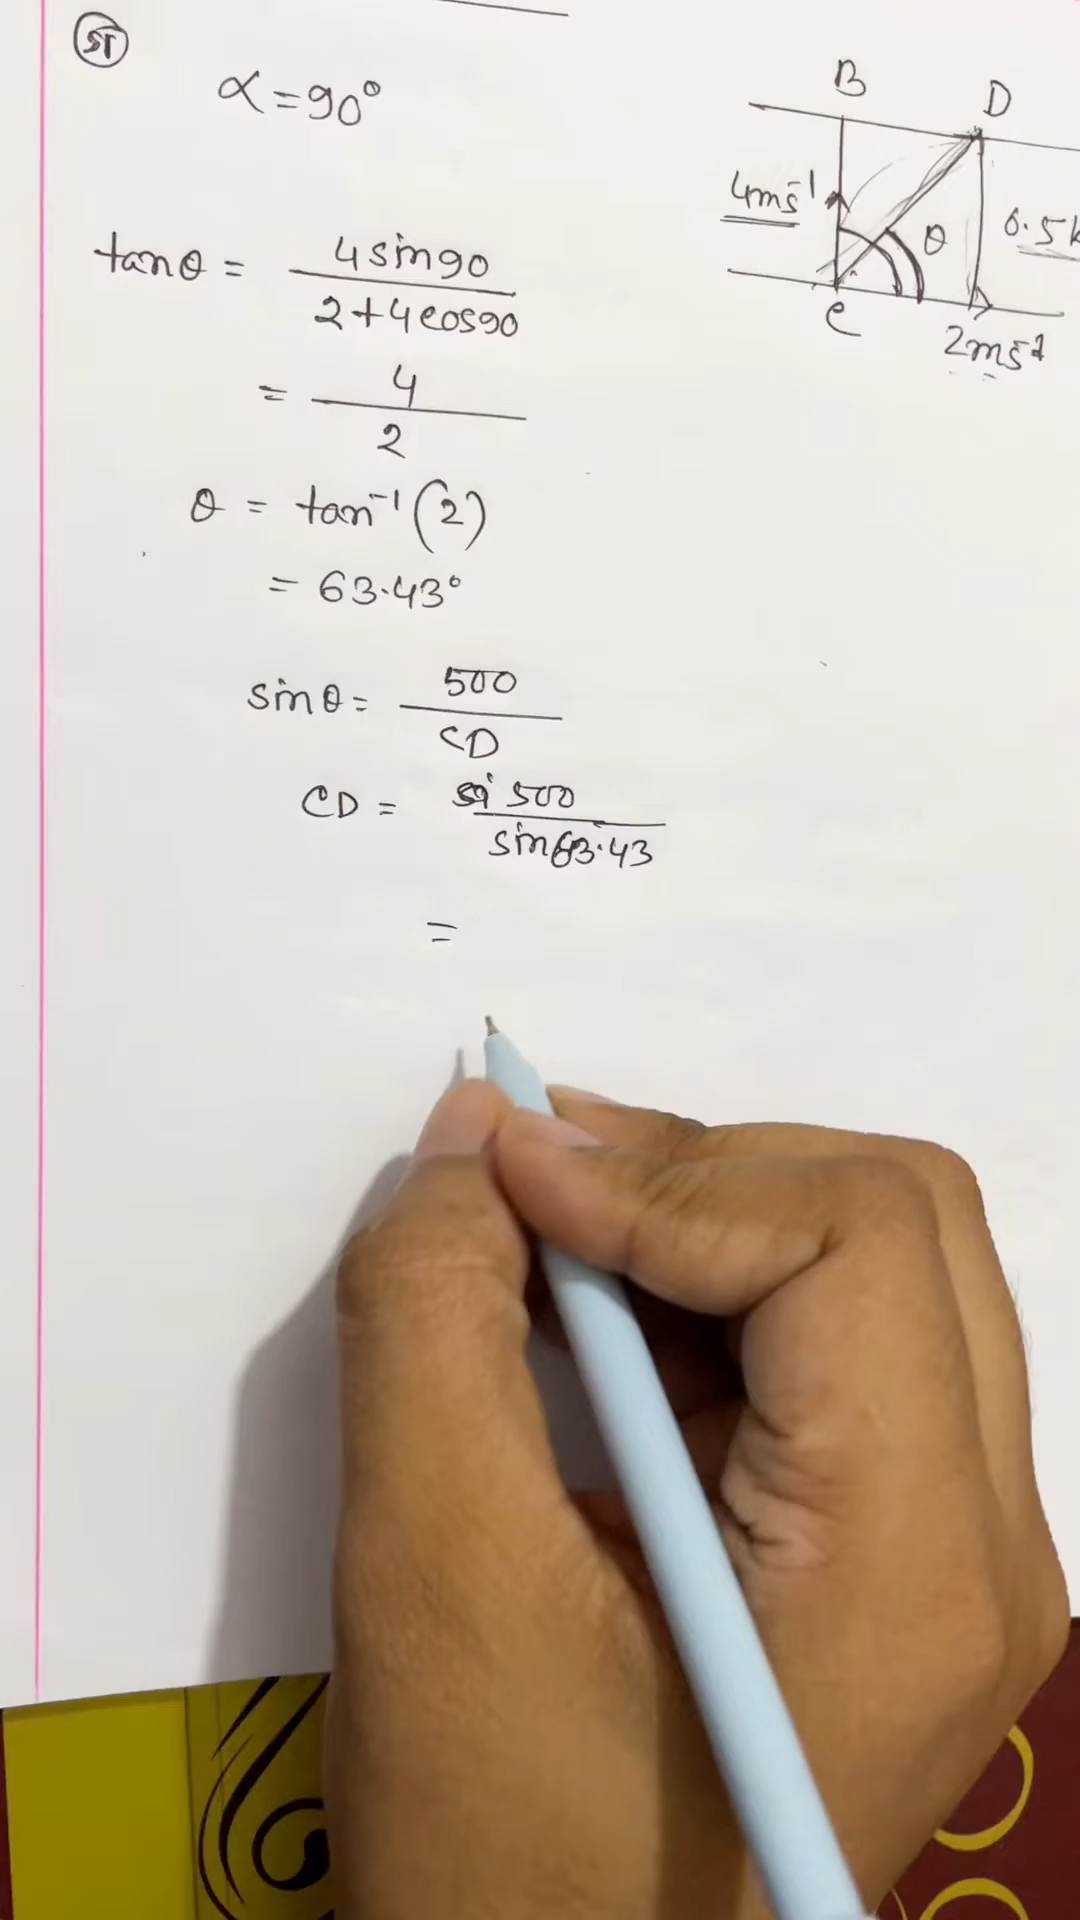 গ
α = 90°
B
D
4ms⁻¹
θ
0.5k
C
2ms⁻¹
tanθ = 4sin90 / 2+4cos90
= 4 / 2
θ = tan⁻¹(2)
= 63.43°
sinθ = 500 / CD
CD = 500 / sin63.43
=